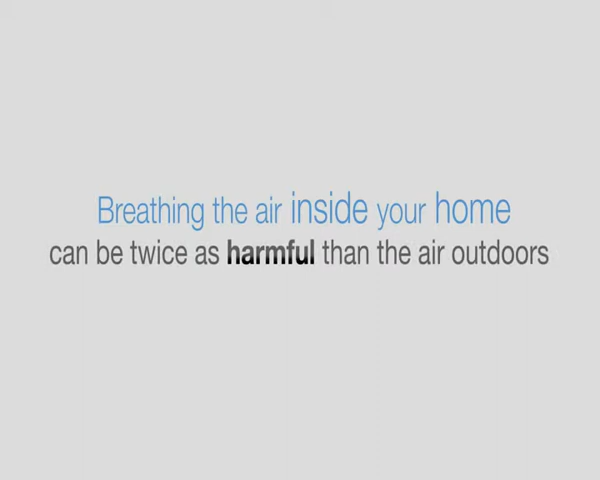 Breathing the air inside your home
can be twice as harmful than the air outdoors